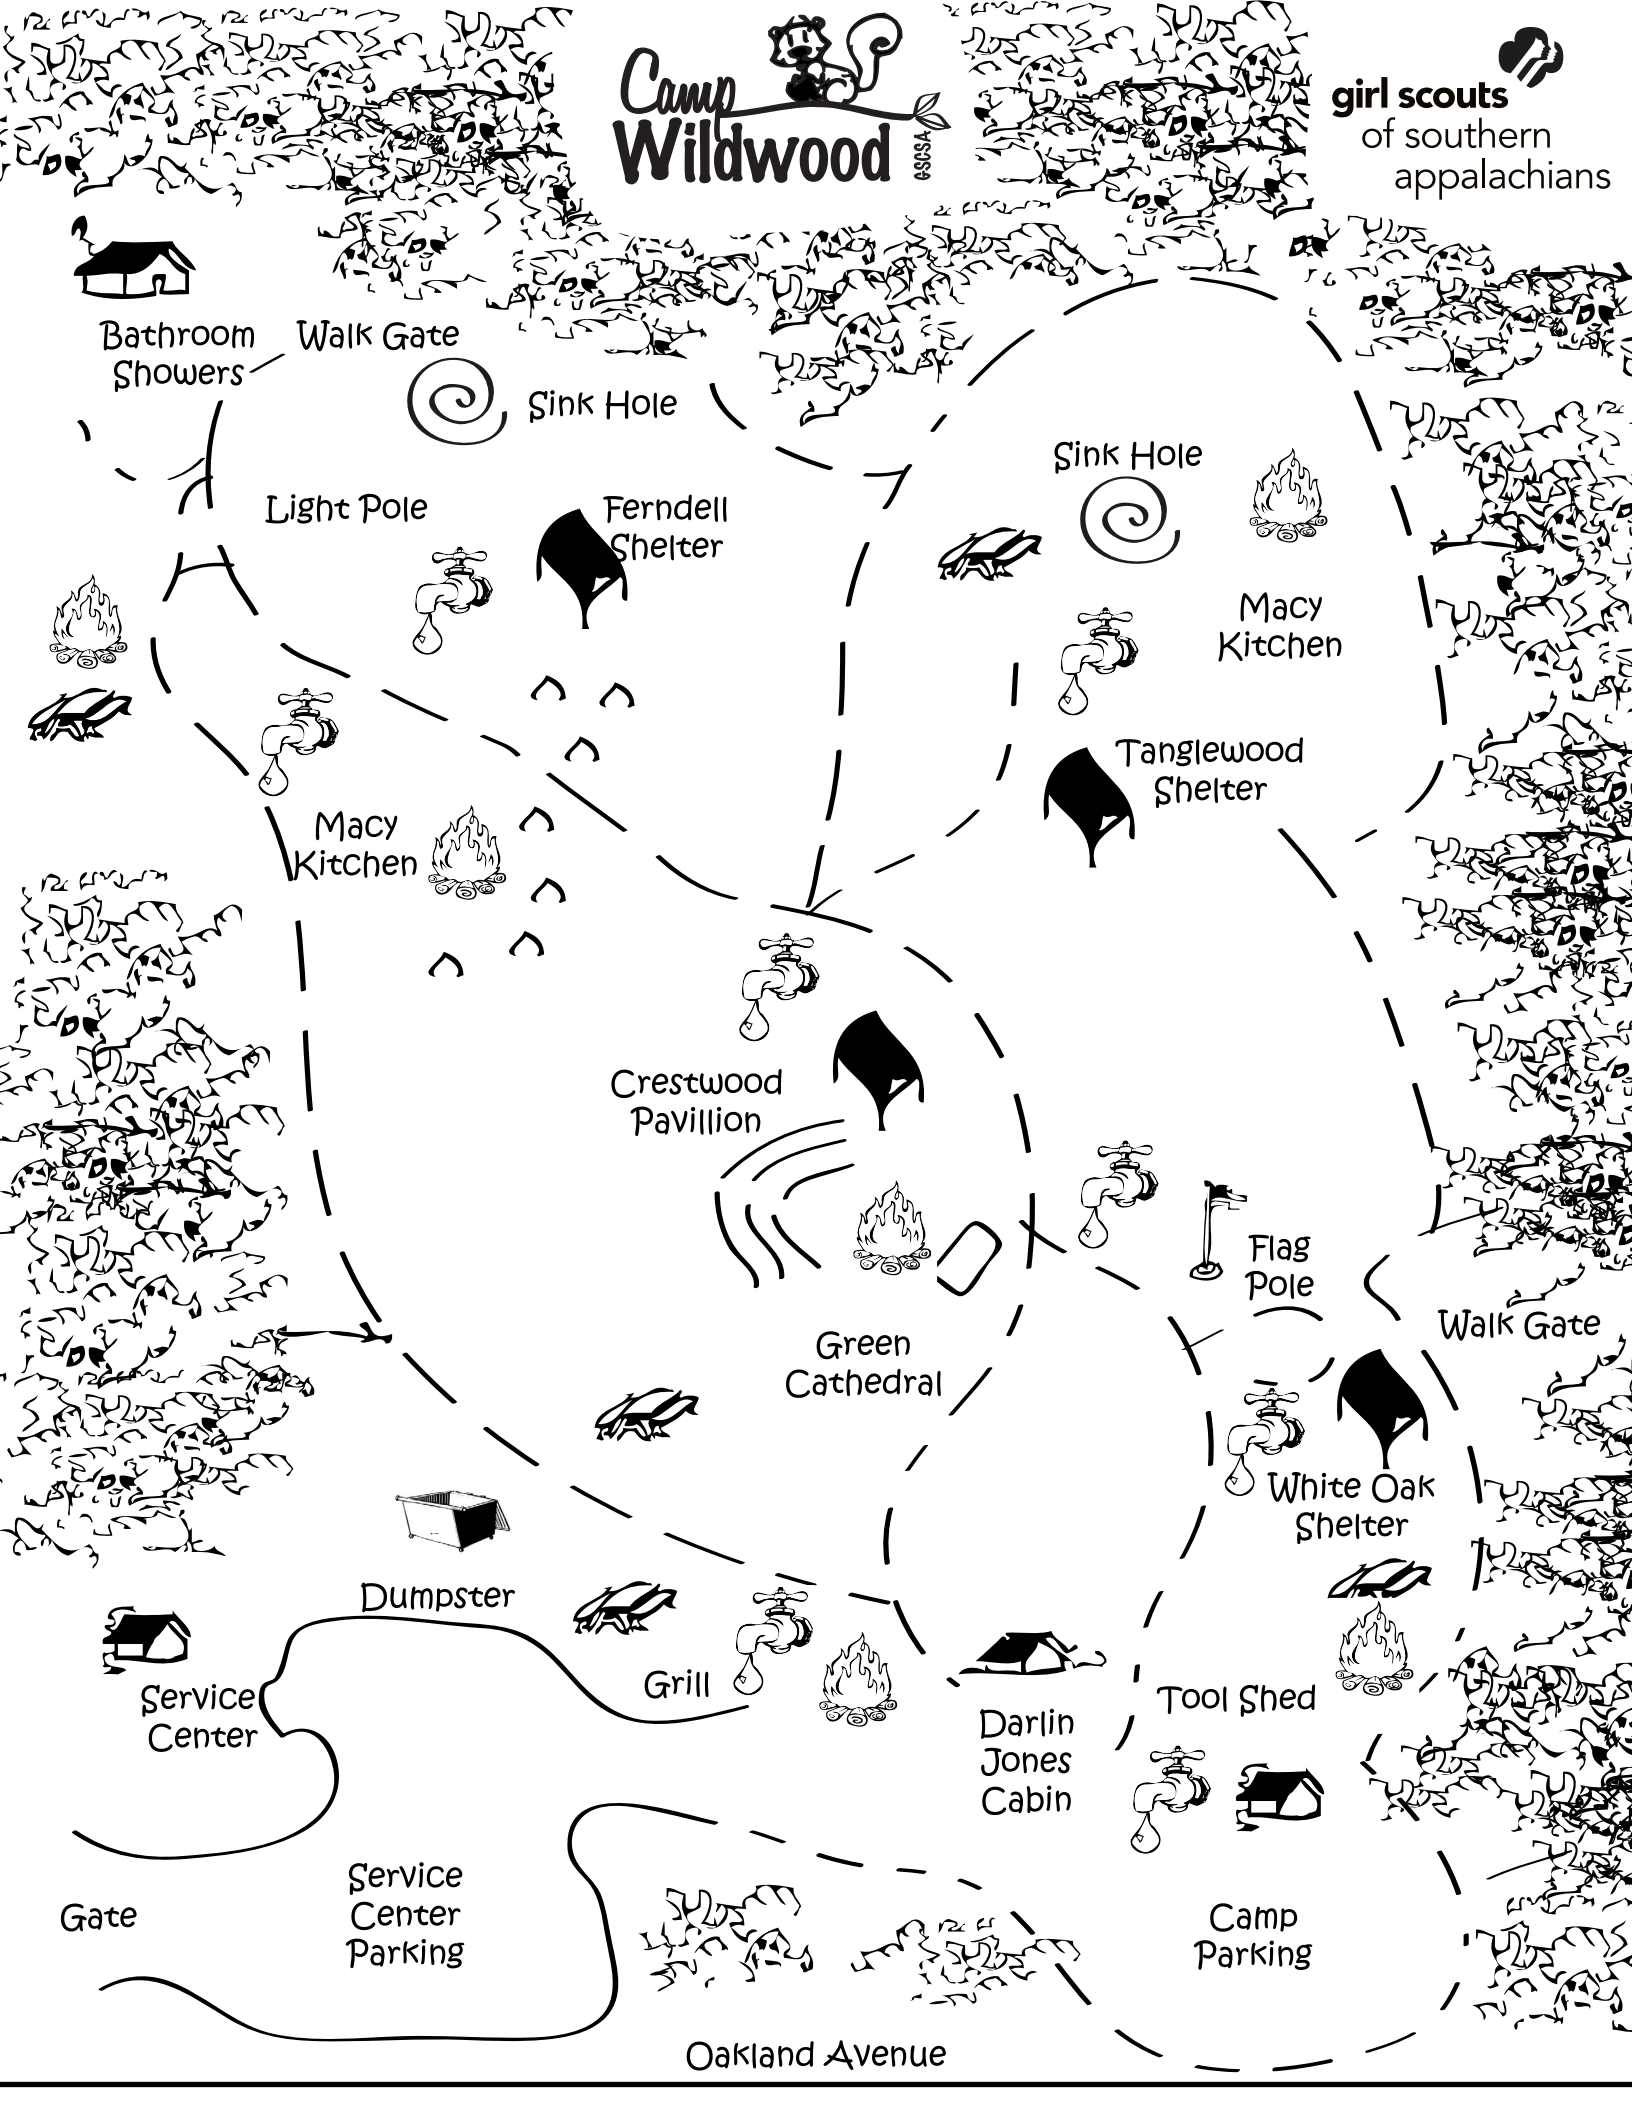 Camp
Wildwood
GSCSA
girl scouts
of southern
appalachians
Bathroom
Showers
Walk Gate
Sink Hole
Sink Hole
Light Pole
Ferndell
Shelter
Macy
Kitchen
Tanglewood
Shelter
Macy
Kitchen
Crestwood
Pavillion
Flag
Pole
Walk Gate
Green
Cathedral
White Oak
Shelter
Dumpster
Service
Center
Grill
Darlin
Jones
Cabin
Tool Shed
Service
Center
Parking
Gate
Camp
Parking
Oakland Avenue